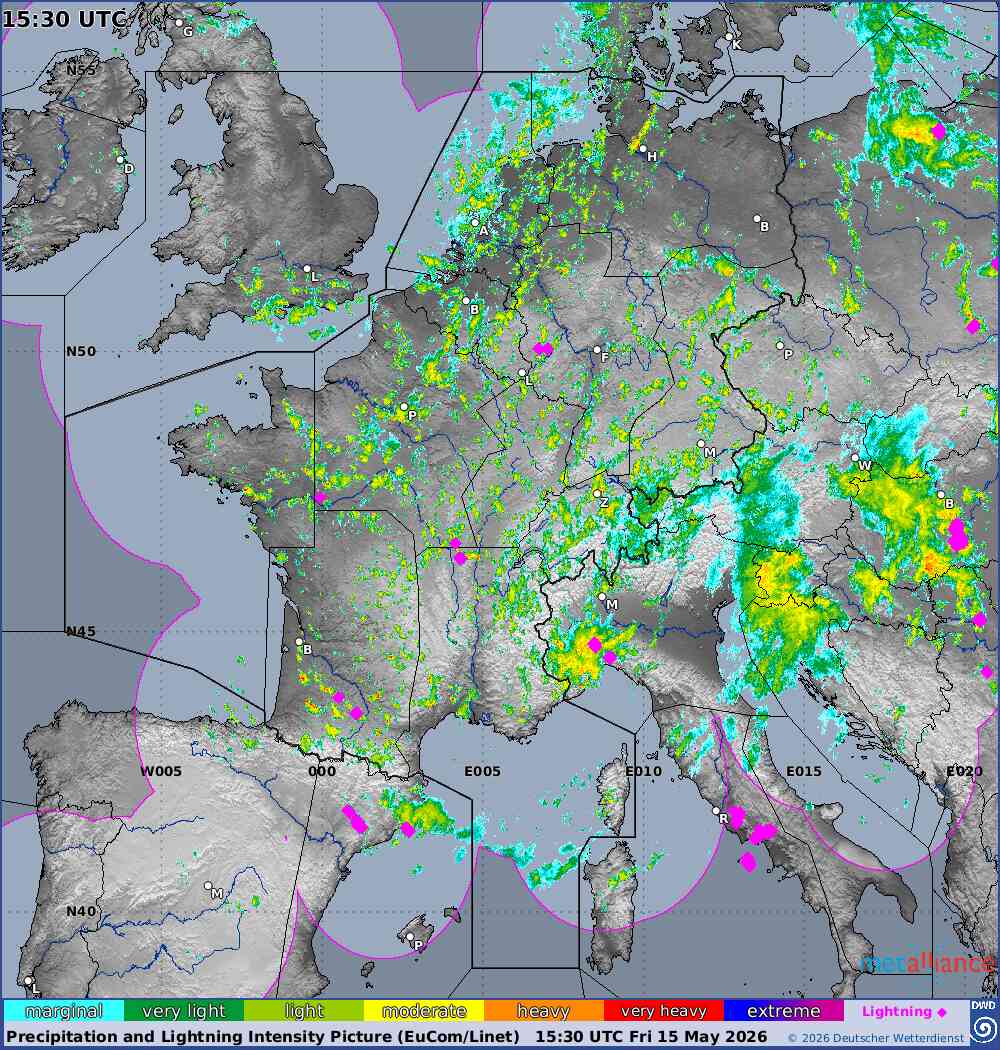 15:30 UTC
G
K
N55
D
H
A
B
L
B
N50
F
P
L
P
M
W
Z
B
M
N45
B
W005
000
E005
E010
E015
E020
R
M
N40
P
L
metalliance
marginal very light light moderate heavy very heavy extreme Lightning
DWD
Precipitation and Lightning Intensity Picture (EuCom/Linet) 15:30 UTC Fri 15 May 2026 © 2026 Deutscher Wetterdienst